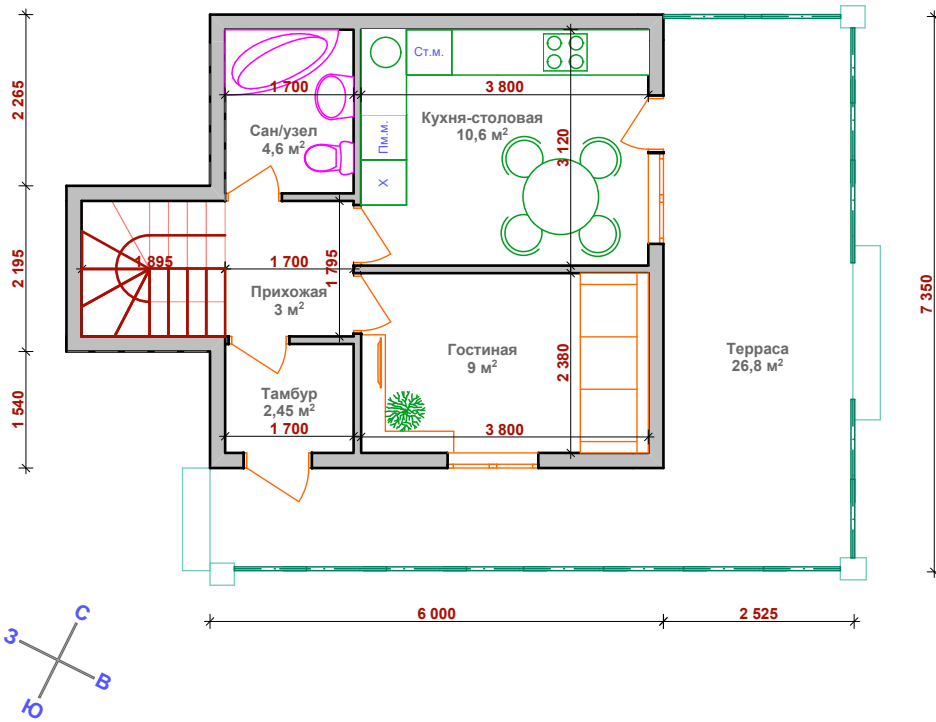 2 265
2 195
1 540
1 700
Сан/узел
4,6 м²
Ст.м.
3 800
Кухня-столовая
10,6 м²
Пм.м.
Х
3 120
1 895
1 700
1 795
Прихожая
3 м²
Гостиная
9 м²
2 380
Терраса
26,8 м²
7 350
Тамбур
2,45 м²
1 700
3 800
6 000
2 525
С
З
В
Ю